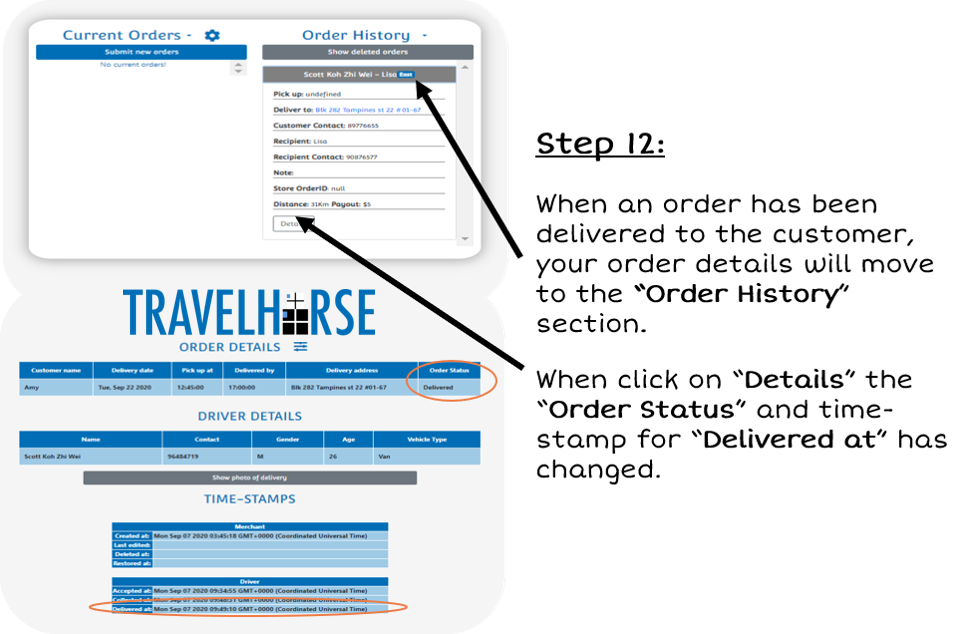 Current Orders -
Submit new orders
No current orders!
Order History -
Show deleted orders
Scott Koh Zhi Wei - Lisa East
Pick up: undefined
Deliver to: Blk 282 Tampines st 22 #01-67
Customer Contact: 89776655
Recipient: Lisa
Recipient Contact: 90876577
Note:
Store OrderID: null
Distance: 31Km Payout: $5
TRAVELHORSE
ORDER DETAILS
Customer name Delivery date Pick up at Delivered by Delivery address Order Status
Amy Tue, Sep 22 2020 12:45:00 17:00:00 Blk 282 Tampines st 22 #01-67 Delivered
DRIVER DETAILS
Name Contact Gender Age Vehicle Type
Scott Koh Zhi Wei 96484719 M 26 Van
Show photo of delivery
TIME-STAMPS
Merchant
Created at: Mon Sep 07 2020 03:45:18 GMT+0000 (Coordinated Universal Time)
Last edited:
Deleted at:
Restored at:
Driver
Accepted at: Mon Sep 07 2020 09:34:55 GMT+0000 (Coordinated Universal Time)
Mon Sep 07 2020 09:48:51 GMT+0000 (Coordinated Universal Time)
Delivered at: Mon Sep 07 2020 09:49:10 GMT+0000 (Coordinated Universal Time)
Step 12:
When an order has been
delivered to the customer,
your order details will move
to the “Order History”
section.
When click on “Details” the
“Order Status” and time-
stamp for “Delivered at” has
changed.